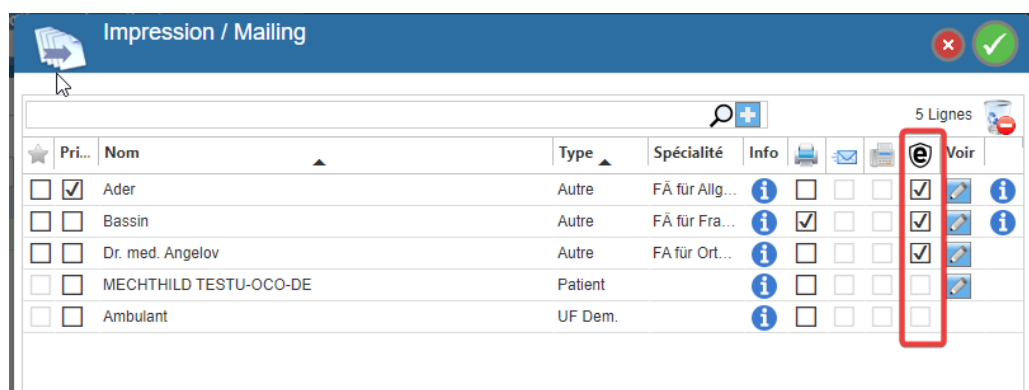 Impression / Mailing
5 Lignes
Pri... Nom Type Spécialité Info e Voir
Ader Autre FÄ für Allg... i i
Bassin Autre FÄ für Fra... i i
Dr. med. Angelov Autre FA für Ort... i
MECHTHILD TESTU-OCO-DE Patient i
Ambulant UF Dem. i